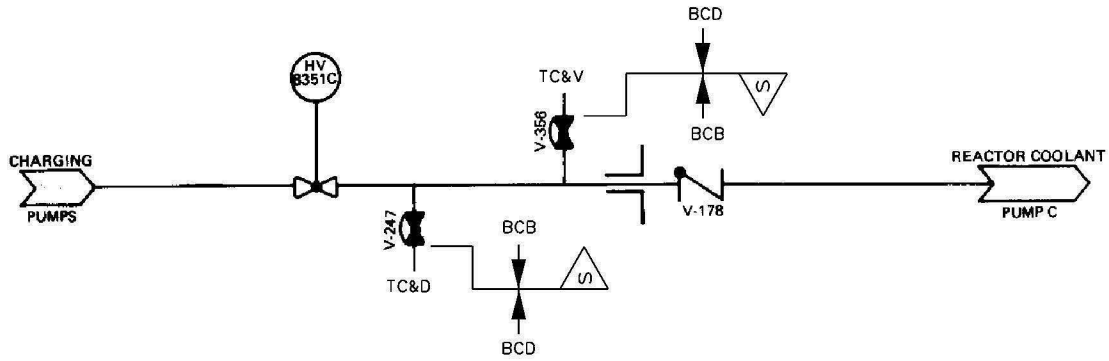 BCD
HV
8351C
TC&V
S
V-356
BCB
CHARGING
PUMPS
REACTOR COOLANT
PUMP C
V-178
V-247
BCB
S
TC&D
BCD